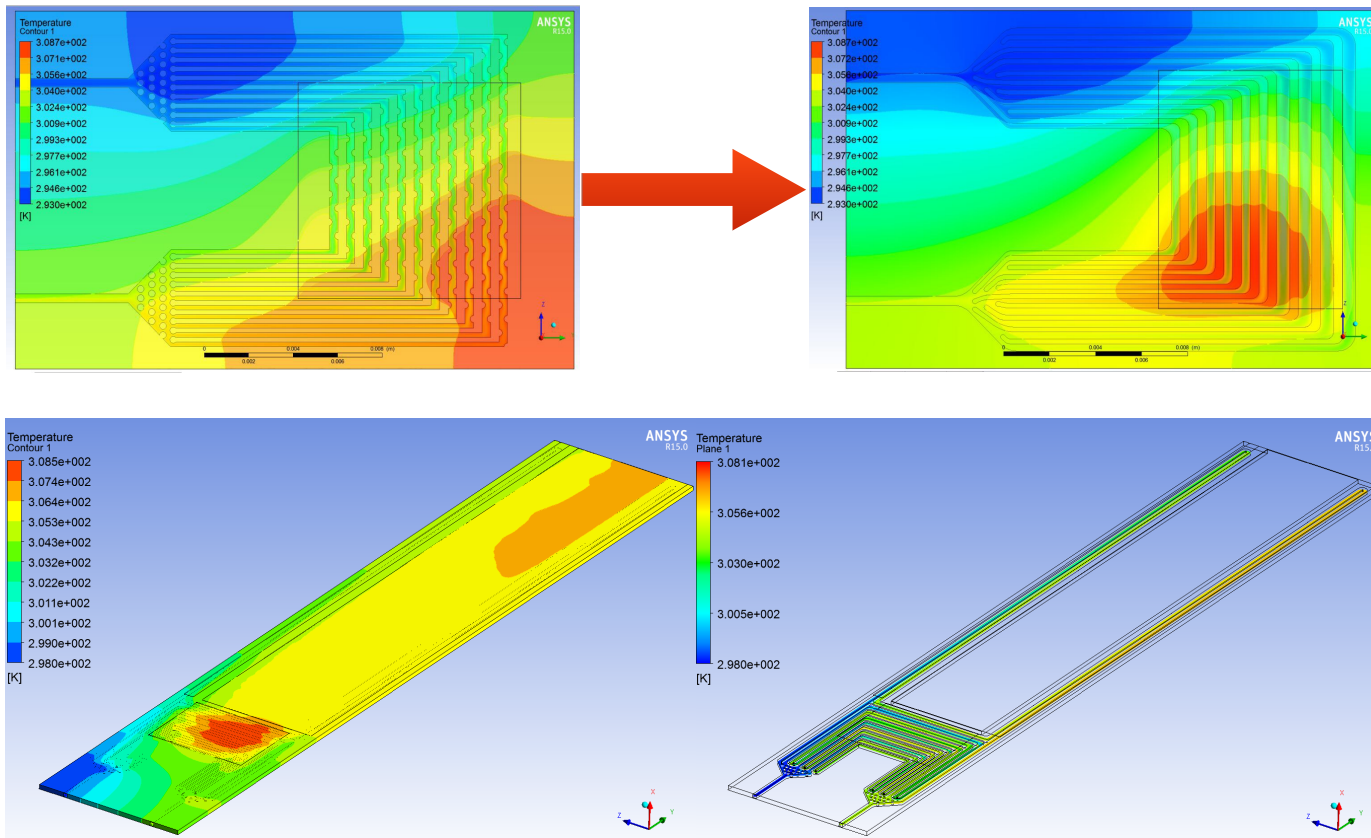 Temperature
Contour 1
ANSYS
R15.0
3.087e+002
3.071e+002
3.056e+002
3.040e+002
3.024e+002
3.009e+002
2.993e+002
2.977e+002
2.961e+002
2.946e+002
2.930e+002
[K]
0
0.004
0.008 (m)
0.002
0.006
Z
Temperature
Contour 1
ANSYS
R15.0
3.087e+002
3.072e+002
3.056e+002
3.040e+002
3.024e+002
3.009e+002
2.993e+002
2.977e+002
2.961e+002
2.946e+002
2.930e+002
[K]
0
0.004
0.008 (m)
0.002
0.006
Z
Temperature
Contour 1
ANSYS
R15.0
3.085e+002
3.074e+002
3.064e+002
3.053e+002
3.043e+002
3.032e+002
3.022e+002
3.011e+002
3.001e+002
2.990e+002
2.980e+002
[K]
X
Y
Z
Temperature
Plane 1
ANSYS
R15.0
3.081e+002
3.056e+002
3.030e+002
3.005e+002
2.980e+002
[K]
X
Y
Z